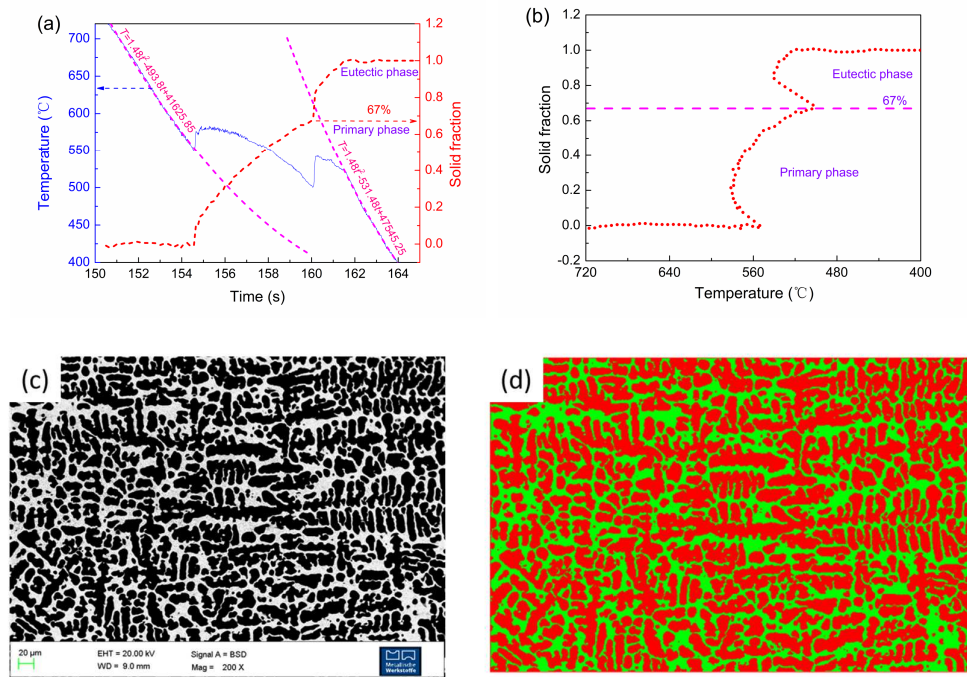 (a)
720
700
650
600
550
500
450
400
Temperature (℃)
T=1.48t²-493.8t+41625.85
T=1.48t²-531.48t+47545.25
Eutectic phase
67%
Primary phase
1.2
1.0
0.8
0.6
0.4
0.2
0.0
Solid fraction
150 152 154 156 158 160 162 164
Time (s)
(b)
1.2
1.0
0.8
0.6
0.4
0.2
0.0
-0.2
Solid fraction
Eutectic phase
67%
Primary phase
720 640 560 480 400
Temperature (℃)
(c)
20 µm
EHT = 20.00 kV Signal A = BSD
WD = 9.0 mm Mag = 200 X
Metallische
Werkstoffe
(d)